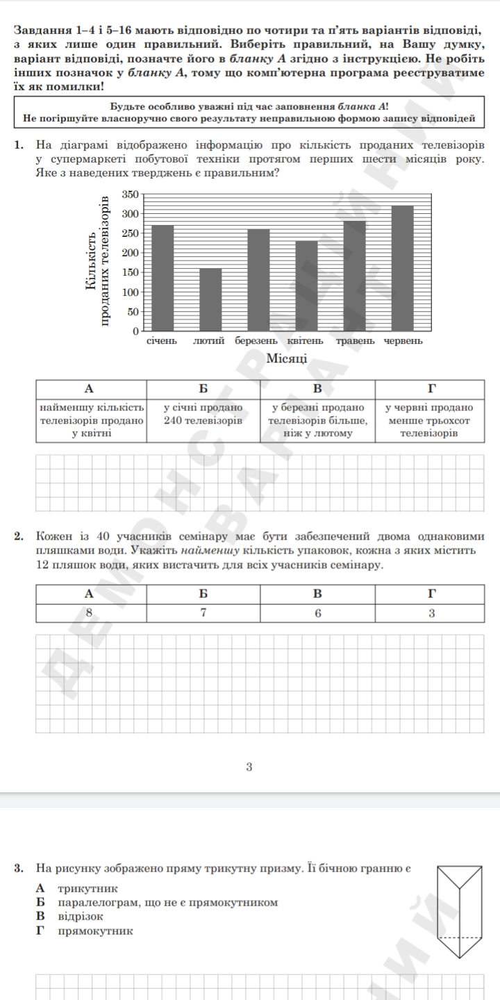 Завдання 1–4 і 5–16 мають відповідно по чотири та п’ять варіантів відповіді,
з яких лише один правильний. Виберіть правильний, на Вашу думку,
варіант відповіді, позначте його в бланку А згідно з інструкцією. Не робіть
інших позначок у бланку А, тому що комп’ютерна програма реєструватиме
їх як помилки!
Будьте особливо уважні під час заповнення бланка А!
Не погіршуйте власноручно свого результату неправильною формою запису відповідей
1. На діаграмі відображено інформацію про кількість проданих телевізорів
у супермаркеті побутової техніки протягом перших шести місяців року.
Яке з наведених тверджень є правильним?
Кількість
проданих телевізорів
350
300
250
200
150
100
50
0
січень лютий березень квітень травень червень
Місяці
А Б В Г
найменшу кількість у січні продано у березні продано у червні продано
телевізорів продано 240 телевізорів телевізорів більше, менше трьохсот
у квітні ніж у лютому телевізорів
2. Кожен із 40 учасників семінару має бути забезпечений двома однаковими
пляшками води. Укажіть найменшу кількість упаковок, кожна з яких містить
12 пляшок води, яких вистачить для всіх учасників семінару.
А Б В Г
8 7 6 3
ДЕМОНСТРАЦІЙНИЙ
ВАРІАНТ
3
3. На рисунку зображено пряму трикутну призму. Її бічною гранню є
А трикутник
Б паралелограм, що не є прямокутником
В відрізок
Г прямокутник
НИЙ